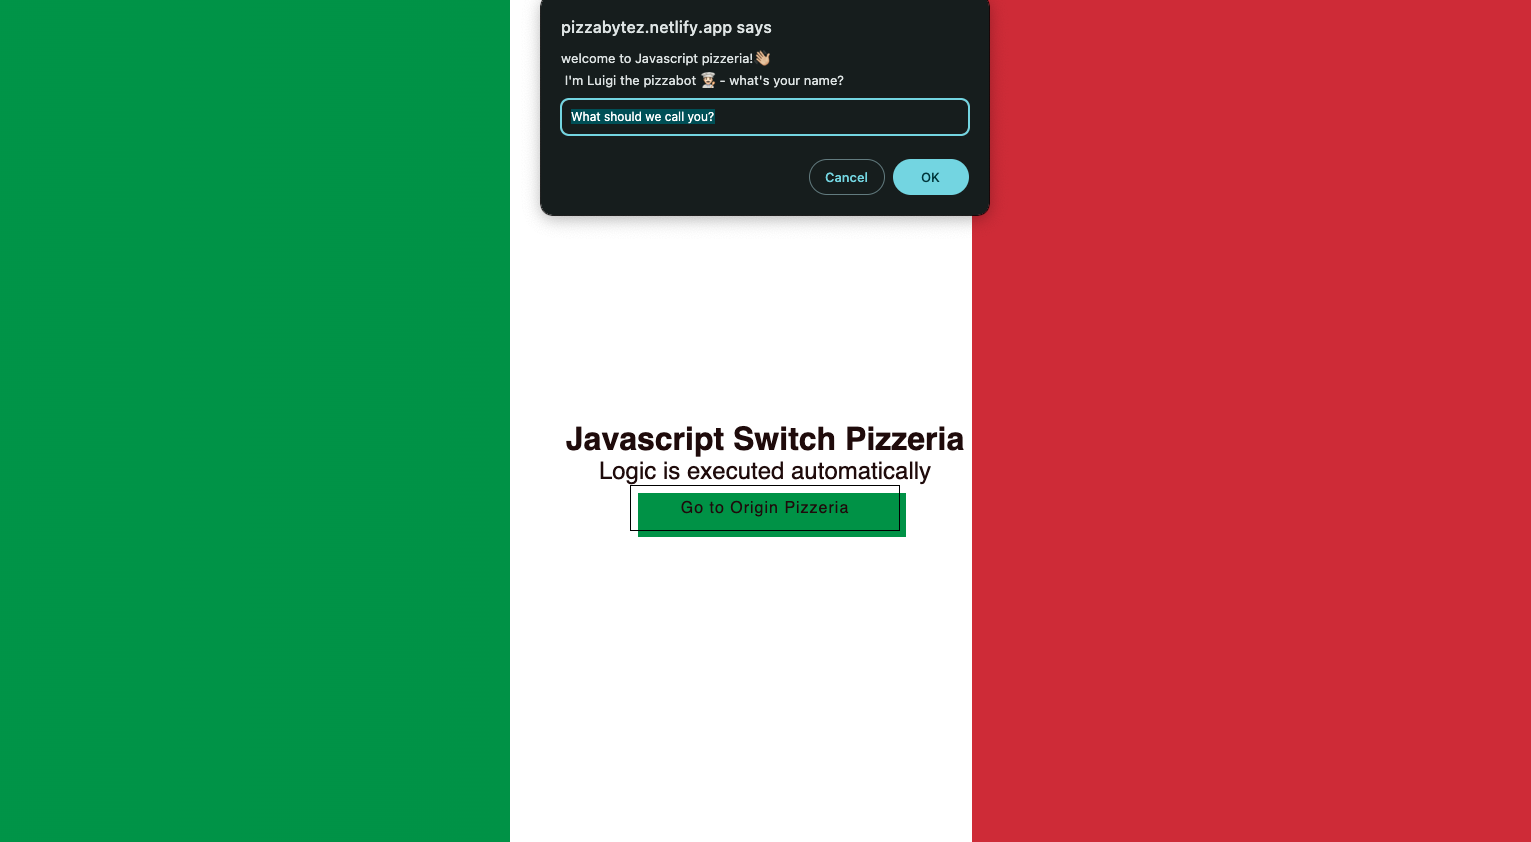 pizzabytez.netlify.app says
welcome to Javascript pizzeria!👋🏼
I'm Luigi the pizzabot 👨🏻‍🍳 - what's your name?
What should we call you?
Cancel
OK
Javascript Switch Pizzeria
Logic is executed automatically
Go to Origin Pizzeria